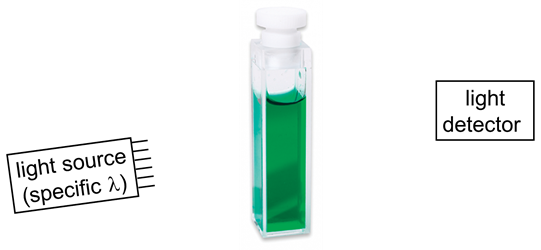 light source
(specific λ)
light
detector